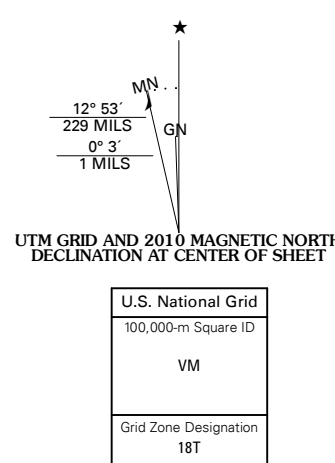 ★
MN
12° 53´
229 MILS
GN
0° 3´
1 MILS
UTM GRID AND 2010 MAGNETIC NORTH
DECLINATION AT CENTER OF SHEET
U.S. National Grid
100,000-m Square ID
VM
Grid Zone Designation
18T